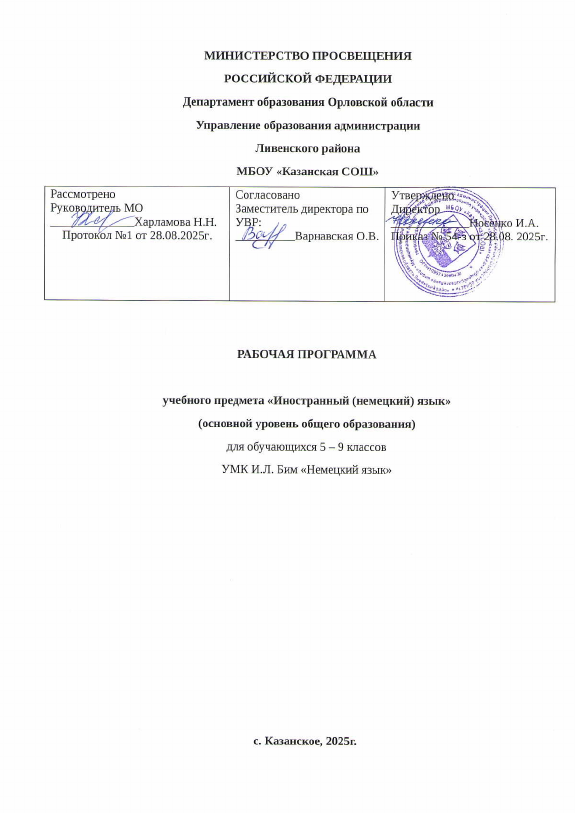 МИНИСТЕРСТВО ПРОСВЕЩЕНИЯ
РОССИЙСКОЙ ФЕДЕРАЦИИ
Департамент образования Орловской области
Управление образования администрации
Ливенского района
МБОУ «Казанская СОШ»
Рассмотрено
Руководитель МО
Харламова Н.Н.
Протокол №1 от 28.08.2025г.
Согласовано
Заместитель директора по
УВР:
Варнавская О.В.
Утверждено
Директор
Носенко И.А.
Приказ № от 28.08. 2025г.
РАБОЧАЯ ПРОГРАММА
учебного предмета «Иностранный (немецкий) язык»
(основной уровень общего образования)
для обучающихся 5 – 9 классов
УМК И.Л. Бим «Немецкий язык»
с. Казанское, 2025г.